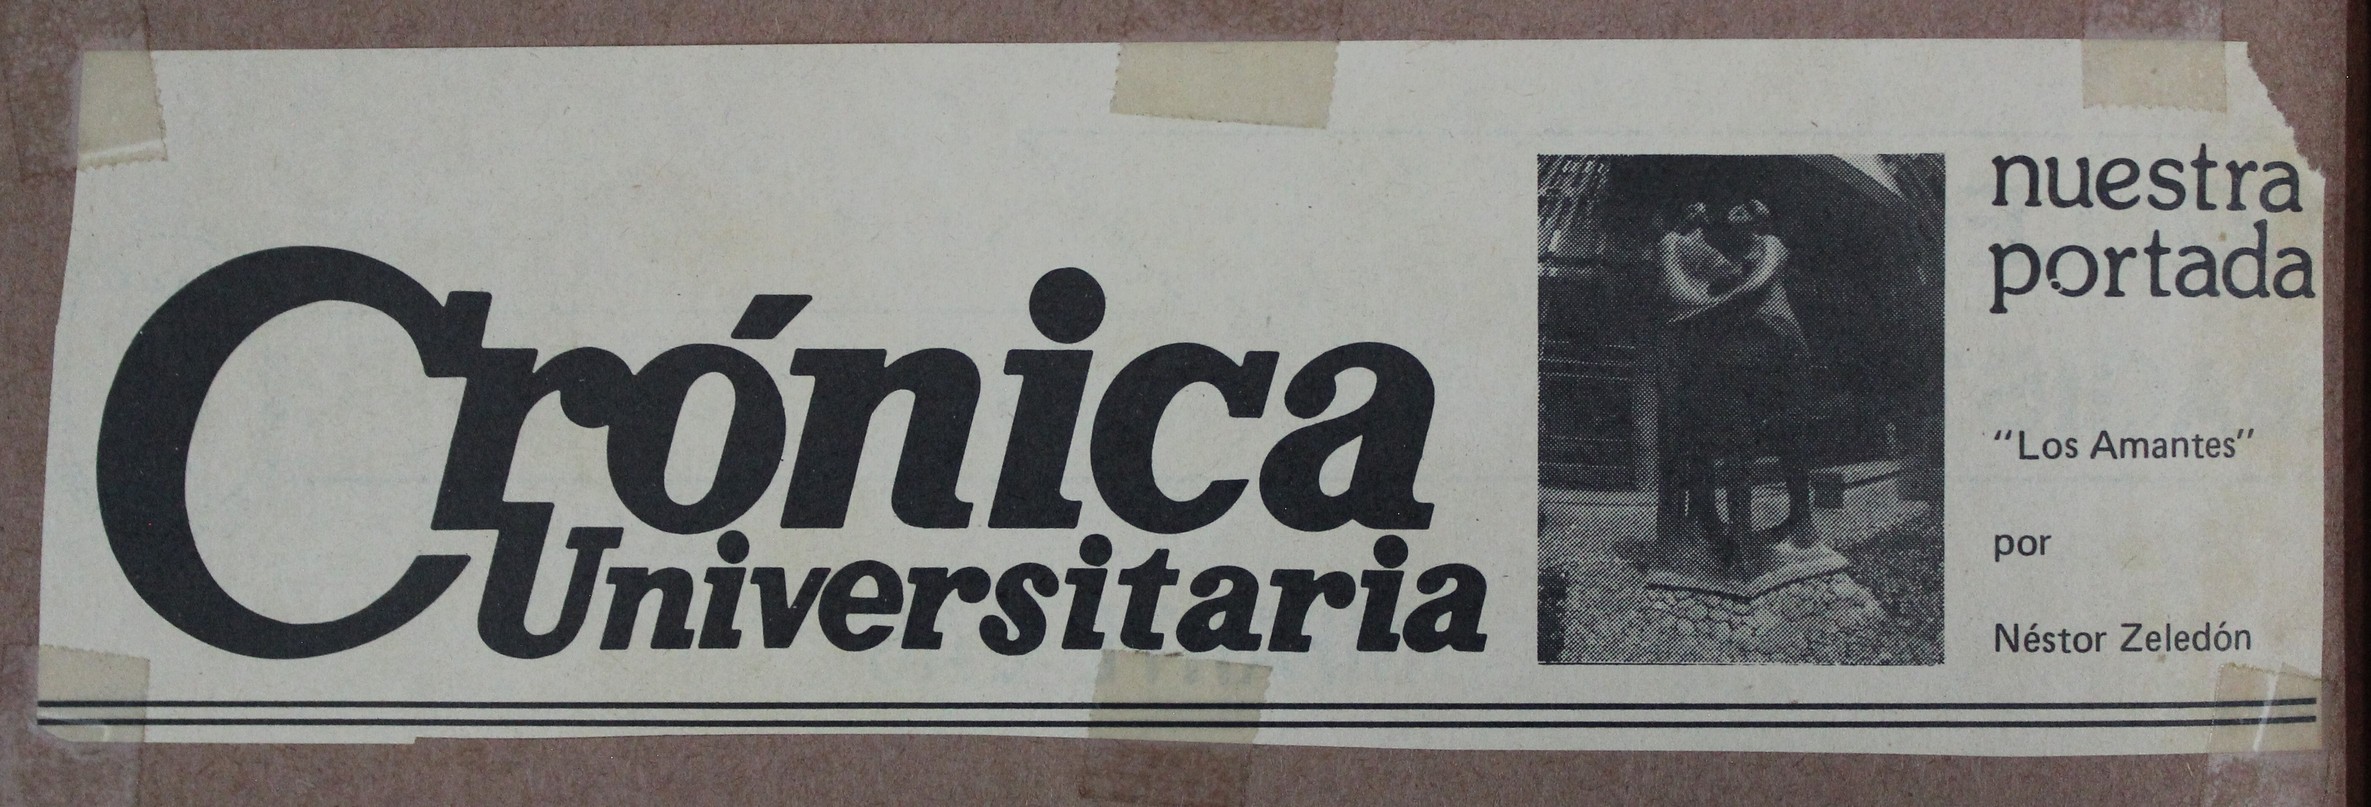 Crónica
Universitaria
nuestra
portada
“Los Amantes”
por
Néstor Zeledón